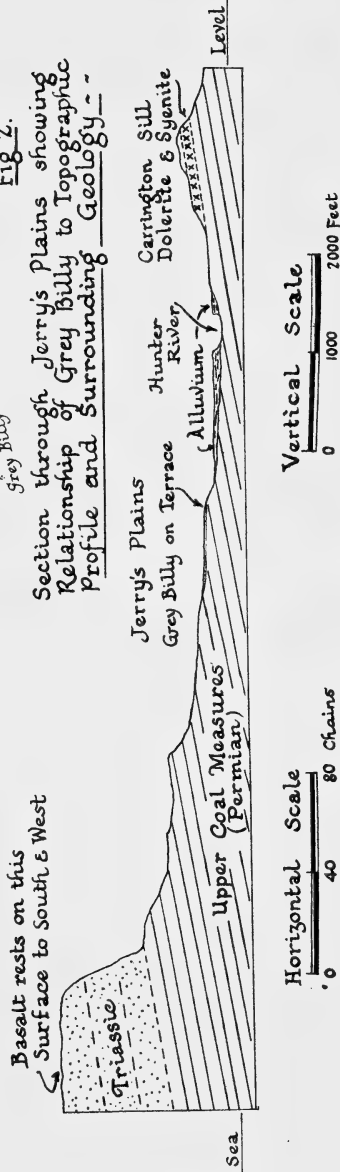 Grey Billy
Fig 2.
Section through Jerry's Plains showing
Relationship of Grey Billy to Topographic
Profile and Surrounding Geology --
Basalt rests on this
Surface to South & West
Triassic
Jerry's Plains
Grey Billy on Terrace
Hunter
River
Alluvium
Carrington Sill
Dolerite & Syenite
Upper Coal Measures
(Permian)
Sea
Level
Horizontal Scale
0 40 80 Chains
Vertical Scale
0 1000 2000 Feet